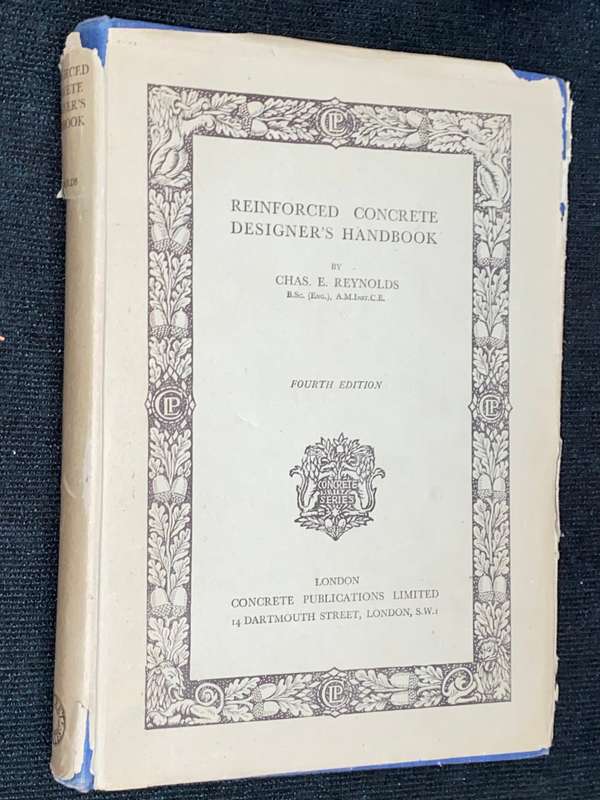 REINFORCED CONCRETE
DESIGNER'S HANDBOOK
BY
CHAS. E. REYNOLDS
B.Sc. (Eng.), A.M.Inst.C.E.
FOURTH EDITION
CONCRETE
SERIES
LONDON
CONCRETE PUBLICATIONS LIMITED
14 DARTMOUTH STREET, LONDON, S.W.1